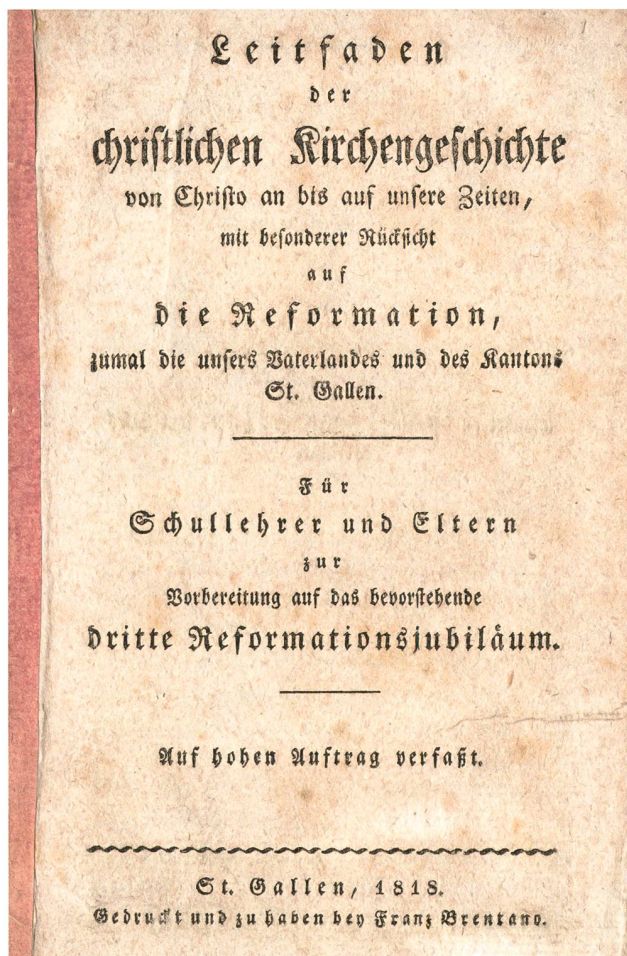 Leitfaden
der
christlichen Kirchengeschichte
von Christo an bis auf unsere Zeiten,
mit besonderer Rücksicht
auf
die Reformation,
zumal die unsers Vaterlandes und des Kantons
St. Gallen.
Für
Schullehrer und Eltern
zur
Vorbereitung auf das bevorstehende
dritte Reformationsjubiläum.
Auf hohen Auftrag verfaßt.
St. Gallen, 1818.
Gedruckt und zu haben bey Franz Brentano.